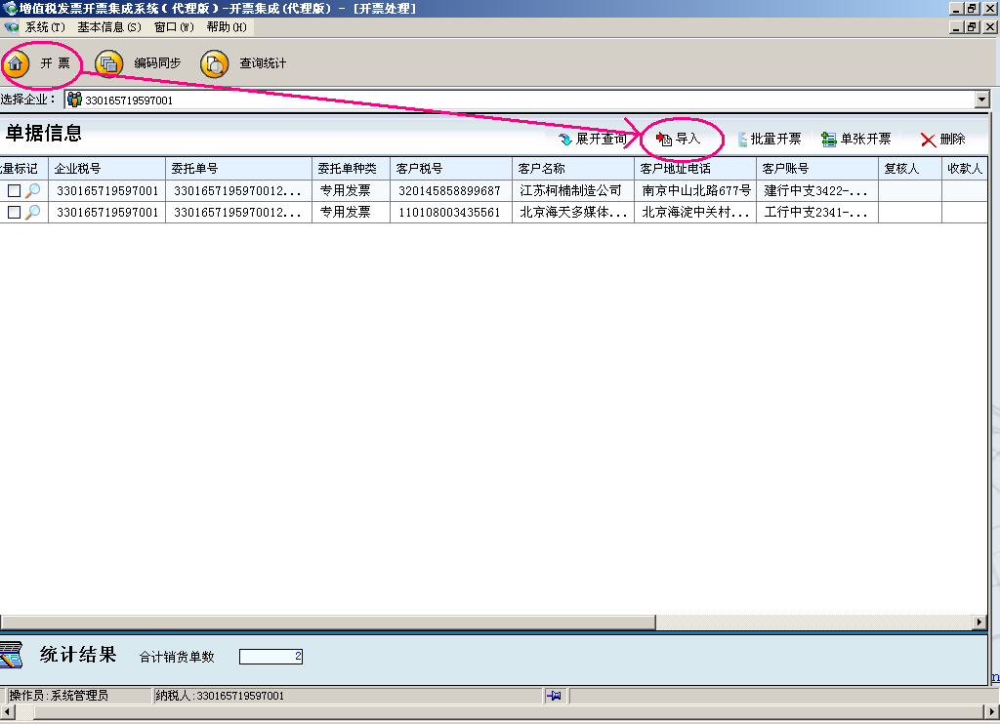 增值税发票开票集成系统(代理版)-开票集成(代理版) - [开票处理]
系统(T) 基本信息(S) 窗口(W) 帮助(H)
开 票 编码同步 查询统计
选择企业: 330165719597001
单据信息
展开查询 导入 批量开票 单张开票 删除
量标记 企业税号 委托单号 委托单种类 客户税号 客户名称 客户地址电话 客户账号 复核人 收款人
330165719597001 3301657195970012... 专用发票 320145858899687 江苏柯桶制造公司 南京中山北路677号 建行中支3422-...
330165719597001 3301657195970012... 专用发票 110108003435561 北京海天多媒体... 北京海淀中关村... 工行中支2341-...
统计结果 合计销货单数 2
操作员:系统管理员 纳税人:330165719597001